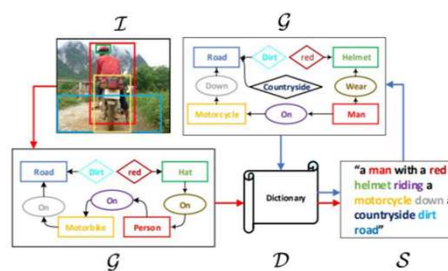 I
G
Road
Dirt
red
Helmet
Down
Countryside
Wear
Motorcycle
On
Man
Road
Dirt
red
Hat
On
On
On
Motorbike
Person
G
Dictionary
D
"a man with a red
helmet riding a
motorcycle down a
countryside dirt
road"
S